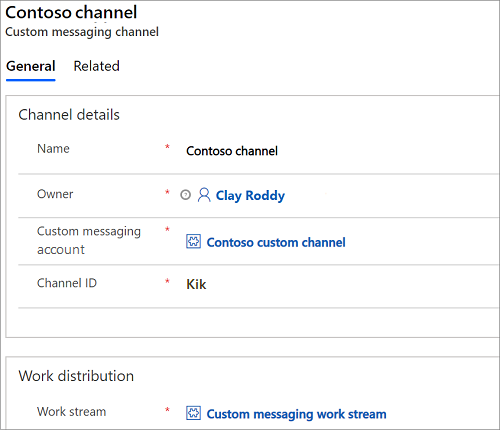 Contoso channel
Custom messaging channel
General Related
Channel details
Name * Contoso channel
Owner * Clay Roddy
Custom messaging
account * Contoso custom channel
Channel ID * Kik
Work distribution
Work stream * Custom messaging work stream